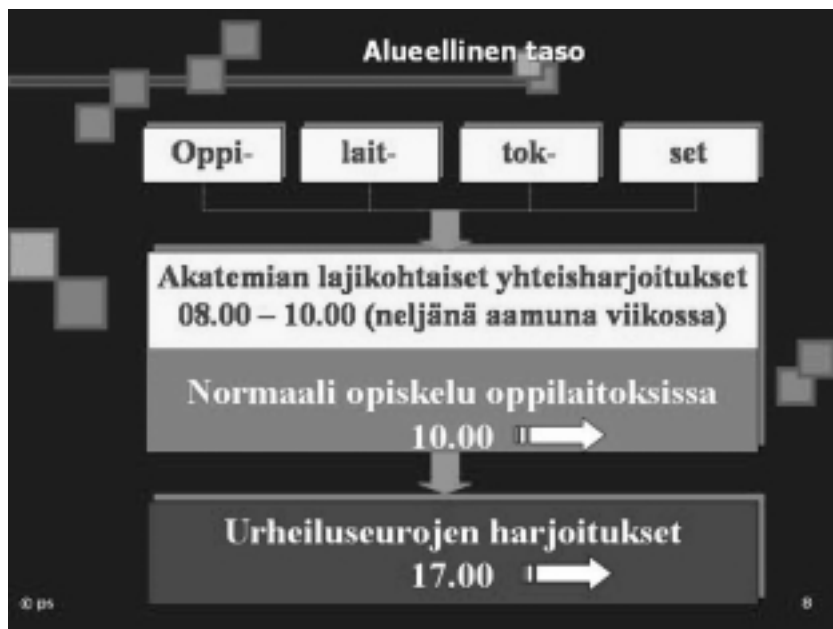 Alueellinen taso
Oppi- lait- tok- set
Akatemian lajikohtaiset yhteisharjoitukset
08.00 – 10.00 (neljänä aamuna viikossa)
Normaali opiskelu oppilaitoksissa
10.00
Urheiluseurojen harjoitukset
17.00
© ps
8